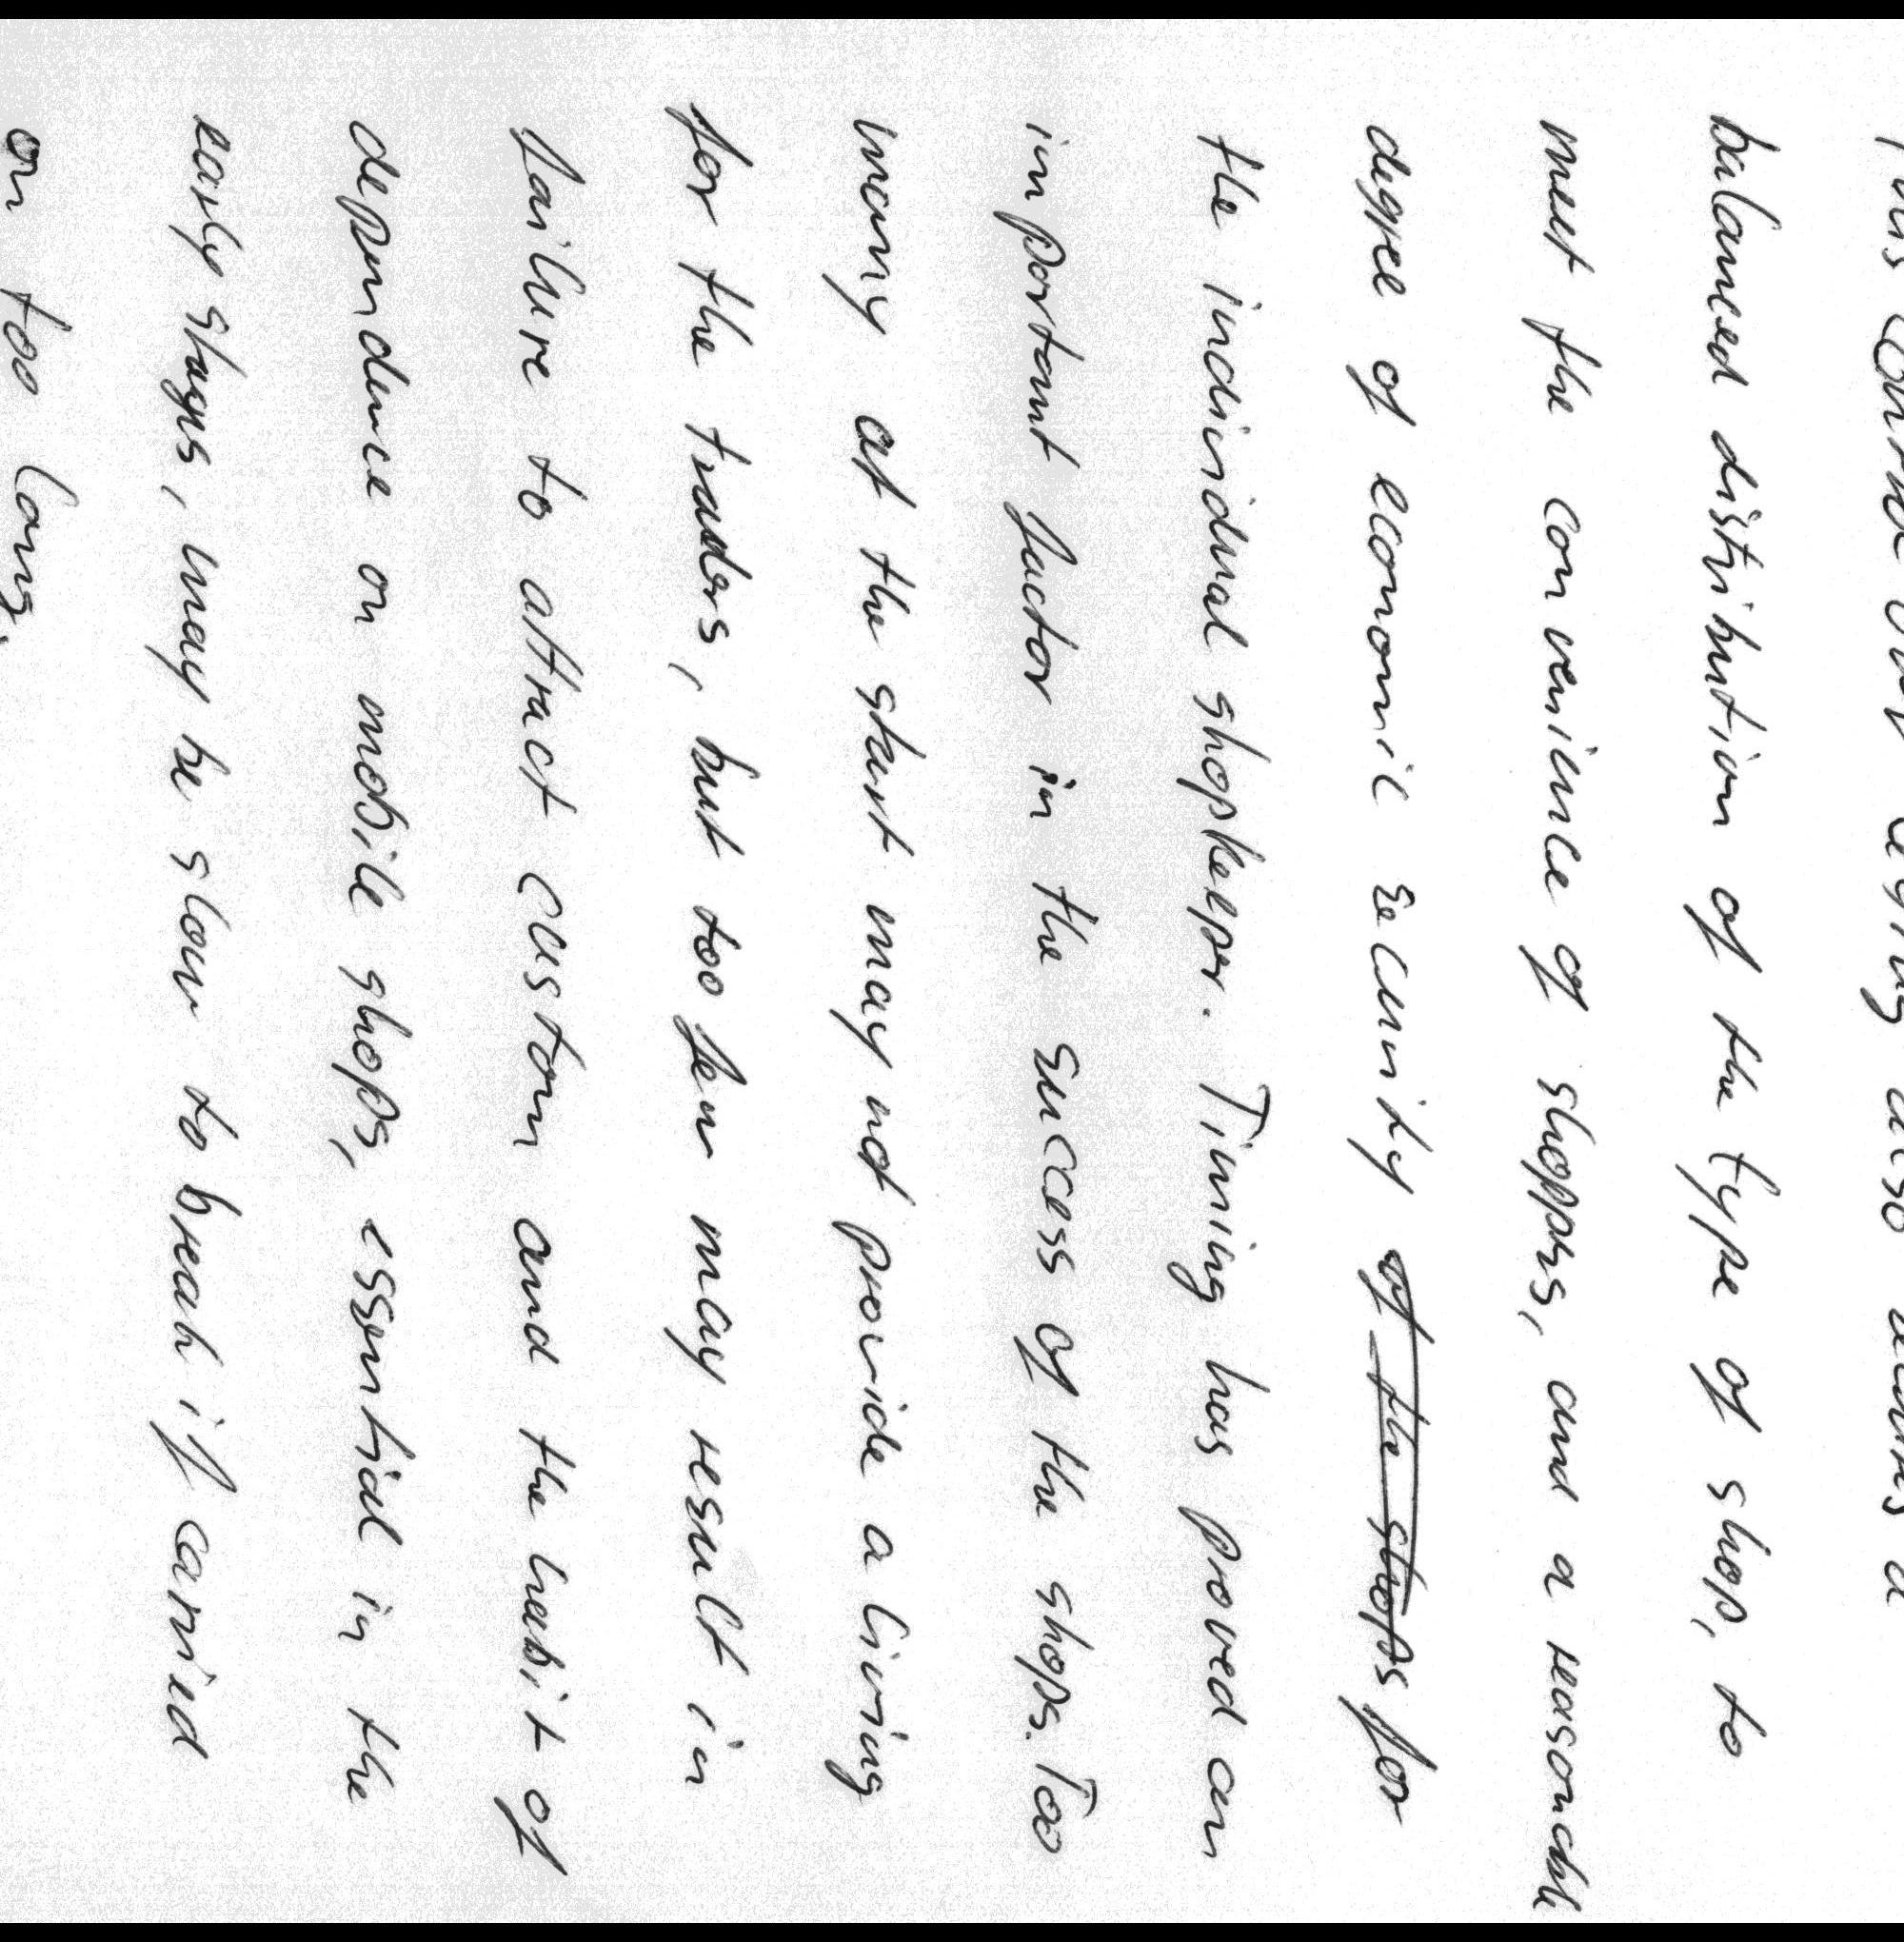 This control over letting also
balanced distribution of the type of shop, to
meet the convenience of shoppers, and a reasonable
degree of economic security of the shops for
the individual shopkeeper. Timing has proved an
important factor in the success of the shops. Too
many at the start may not provide a living
for the traders, but too few may result in
failure to attract custom and the habit of
dependence on mobile shops, essential in the
early stages, may be slow to break if carried
on too long.